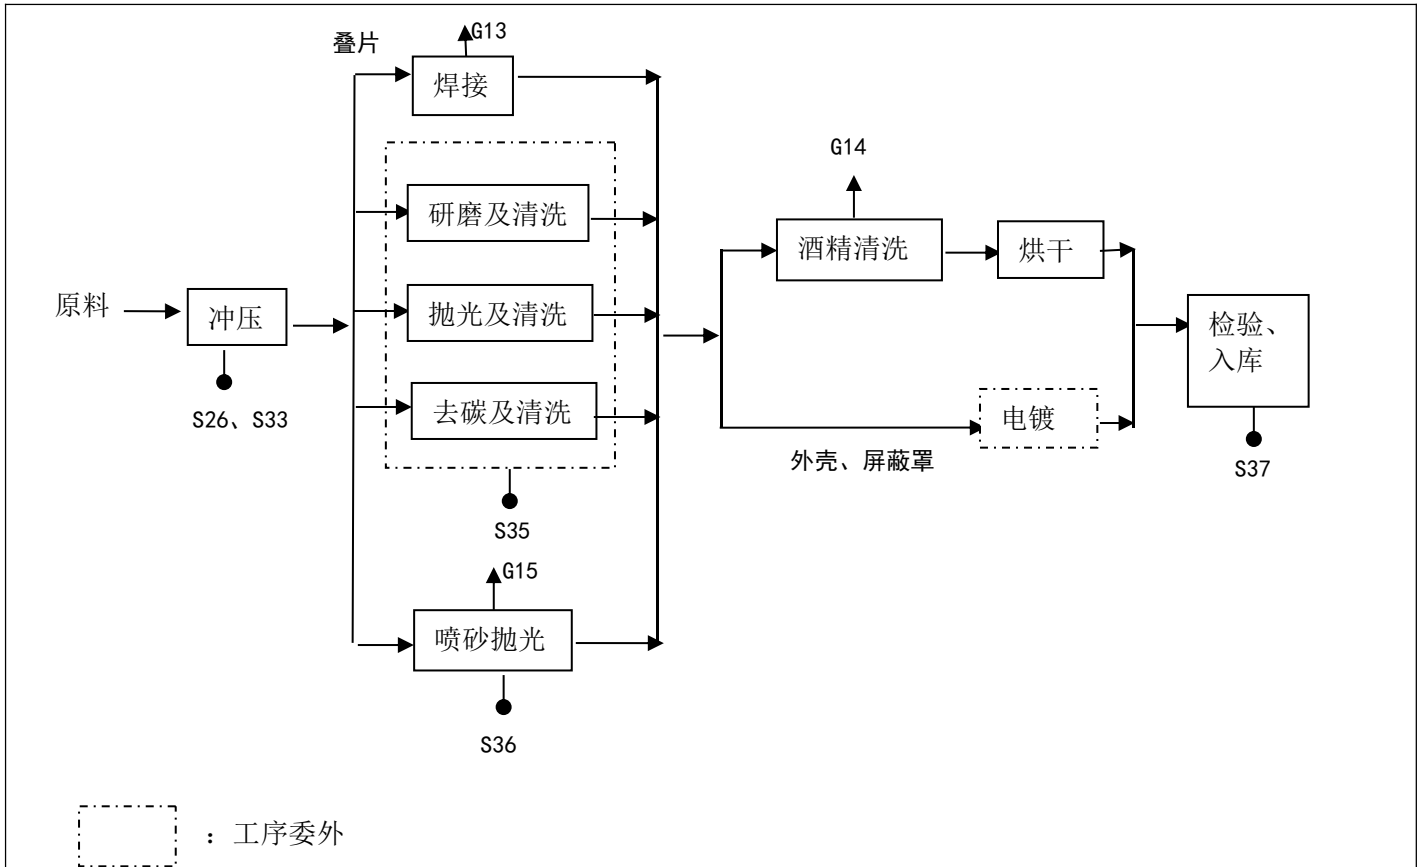 叠片
G13
焊接
G14
研磨及清洗
酒精清洗
烘干
原料
冲压
抛光及清洗
检验、
入库
S26、S33
去碳及清洗
电镀
外壳、屏蔽罩
S37
S35
G15
喷砂抛光
S36
：工序委外